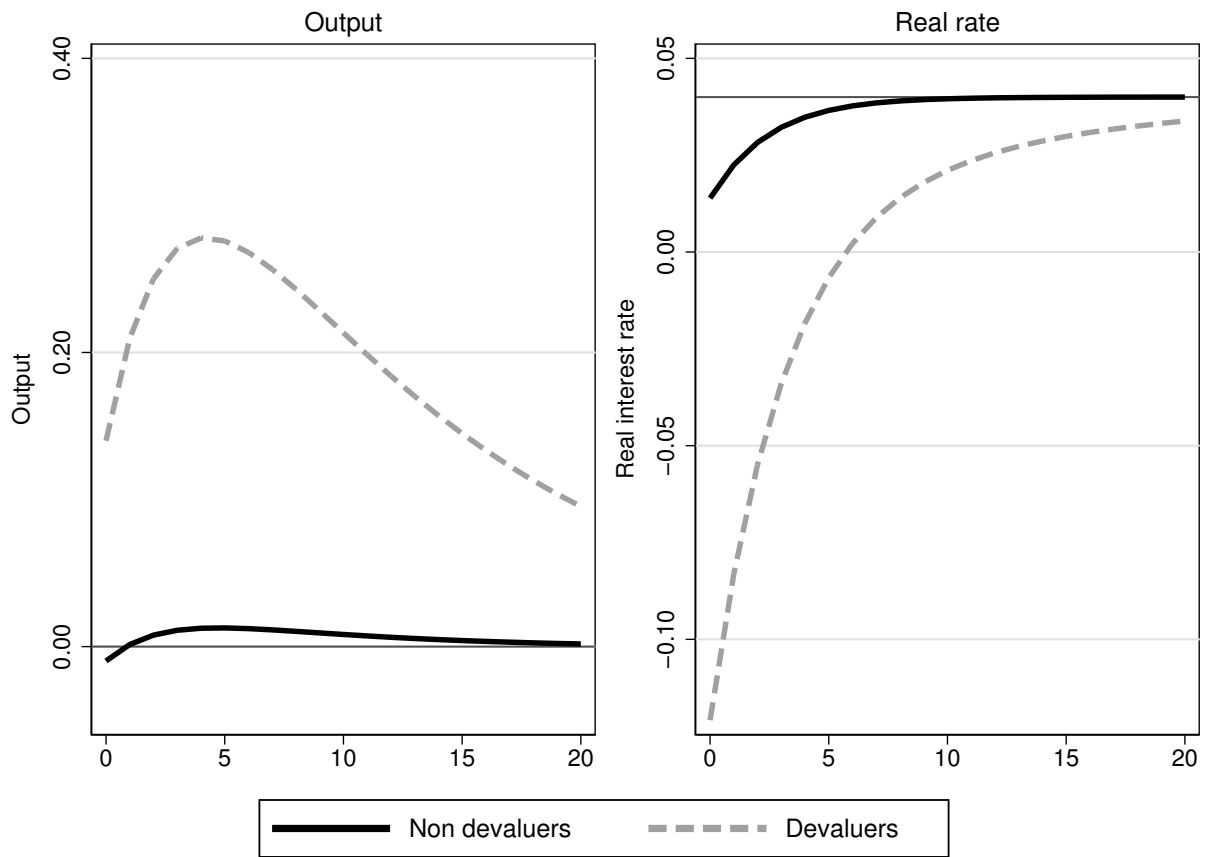 Output
Real rate
0.40
0.20
0.00
Output
0 5 10 15 20
0.05
0.00
−0.05
−0.10
Real interest rate
0 5 10 15 20
Non devaluers
Devaluers